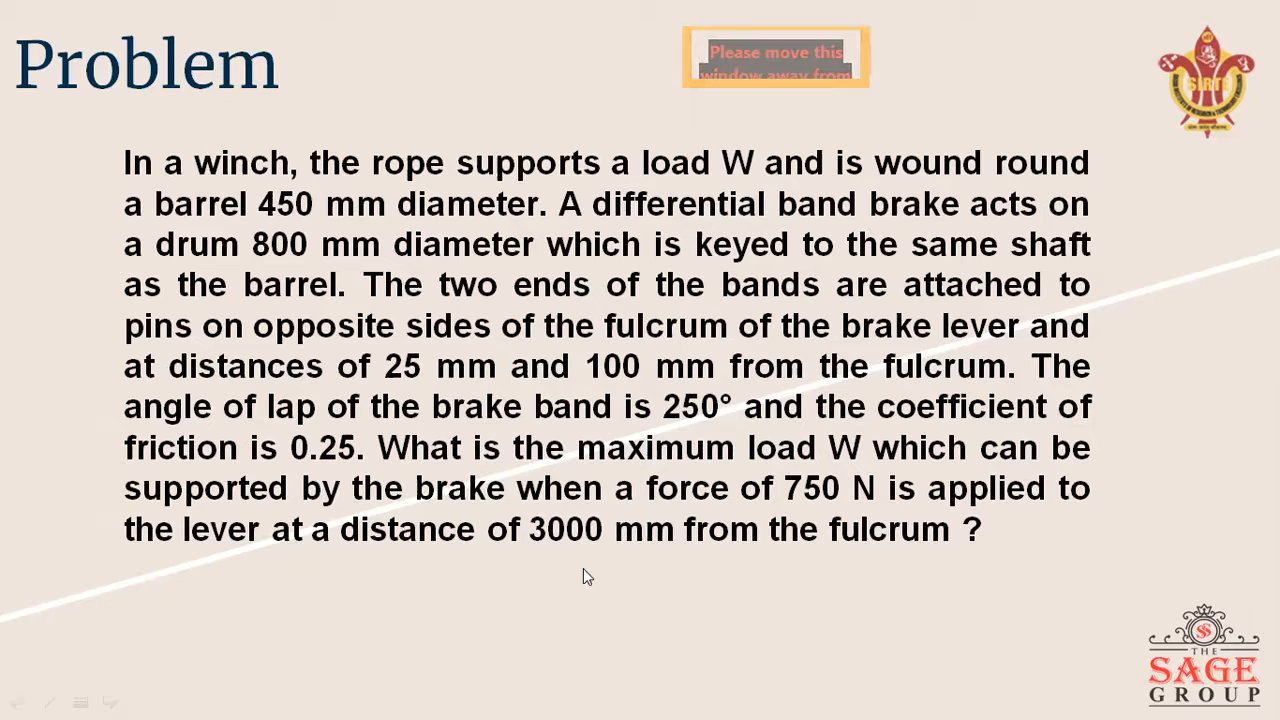 Problem
Please move this
window away from
SIRTE
In a winch, the rope supports a load W and is wound round
a barrel 450 mm diameter. A differential band brake acts on
a drum 800 mm diameter which is keyed to the same shaft
as the barrel. The two ends of the bands are attached to
pins on opposite sides of the fulcrum of the brake lever and
at distances of 25 mm and 100 mm from the fulcrum. The
angle of lap of the brake band is 250° and the coefficient of
friction is 0.25. What is the maximum load W which can be
supported by the brake when a force of 750 N is applied to
the lever at a distance of 3000 mm from the fulcrum ?
THE
SAGE
GROUP